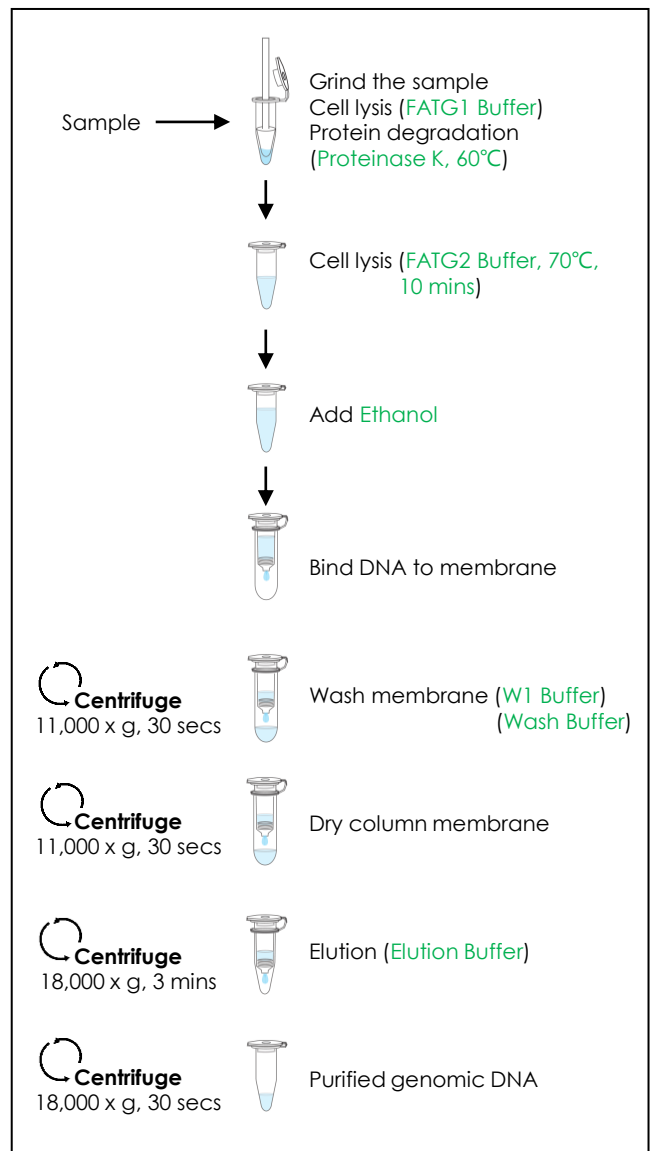 Sample
Grind the sample
Cell lysis (FATG1 Buffer)
Protein degradation
(Proteinase K, 60℃)
Cell lysis (FATG2 Buffer, 70℃,
10 mins)
Add Ethanol
Bind DNA to membrane
Centrifuge
11,000 x g, 30 secs
Wash membrane (W1 Buffer)
(Wash Buffer)
Centrifuge
11,000 x g, 30 secs
Dry column membrane
Centrifuge
18,000 x g, 3 mins
Elution (Elution Buffer)
Centrifuge
18,000 x g, 30 secs
Purified genomic DNA